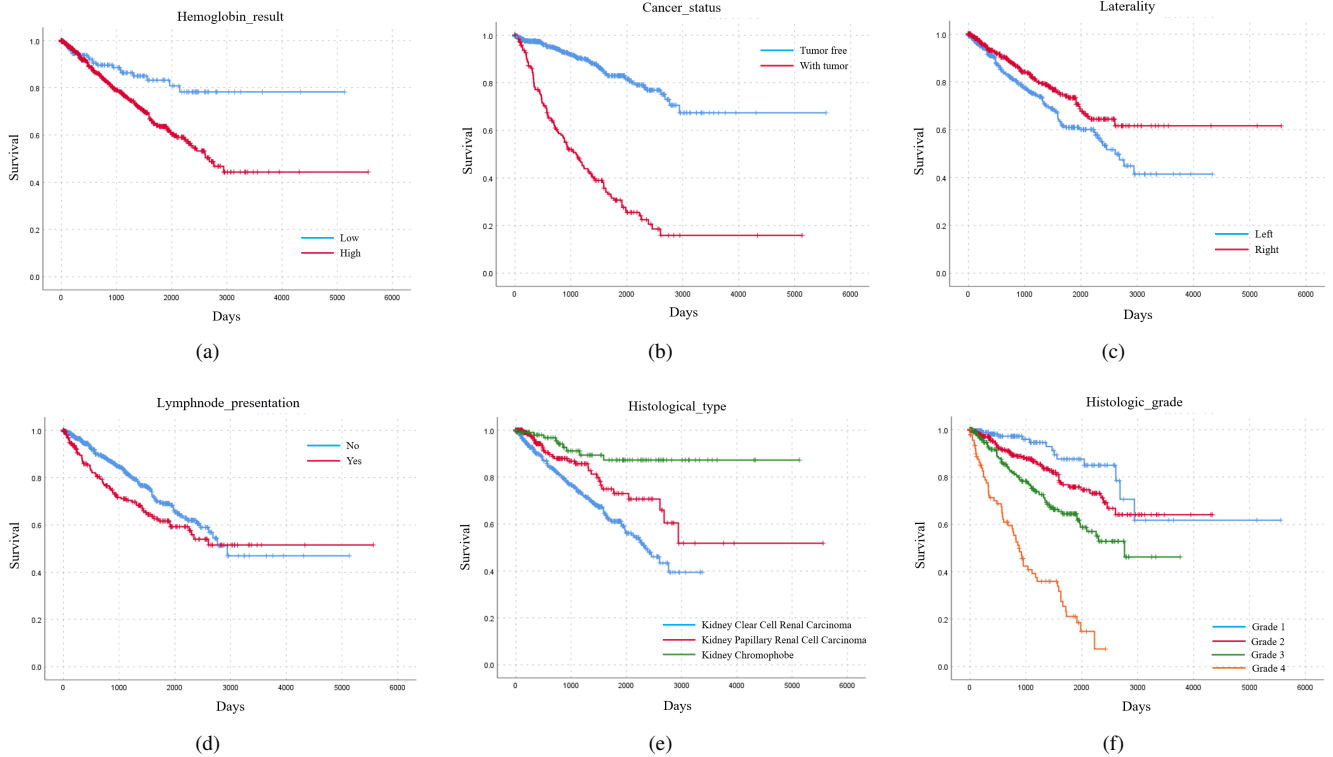 Hemoglobin_result
1.0
0.8
0.6
0.4
0.2
0.0
Survival
Low
High
0 1000 2000 3000 4000 5000 6000
Days
(a)
Cancer_status
1.0
0.8
0.6
0.4
0.2
0.0
Survival
Tumor free
With tumor
0 1000 2000 3000 4000 5000 6000
Days
(b)
Laterality
1.0
0.8
0.6
0.4
0.2
0.0
Survival
Left
Right
0 1000 2000 3000 4000 5000 6000
Days
(c)
Lymphnode_presentation
1.0
0.8
0.6
0.4
0.2
0.0
Survival
No
Yes
0 1000 2000 3000 4000 5000 6000
Days
(d)
Histological_type
1.0
0.8
0.6
0.4
0.2
0.0
Survival
Kidney Clear Cell Renal Carcinoma
Kidney Papillary Renal Cell Carcinoma
Kidney Chromophobe
0 1000 2000 3000 4000 5000 6000
Days
(e)
Histologic_grade
1.0
0.8
0.6
0.4
0.2
0.0
Survival
Grade 1
Grade 2
Grade 3
Grade 4
0 1000 2000 3000 4000 5000 6000
Days
(f)